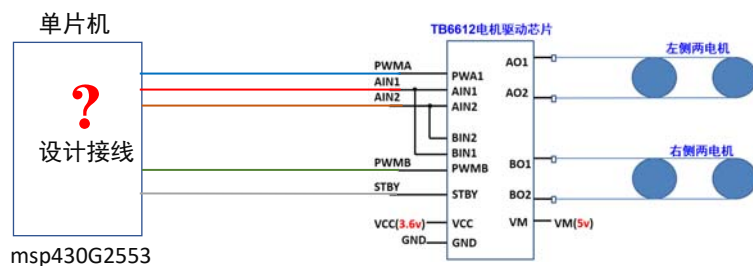 单片机
?
设计接线
msp430G2553
TB6612电机驱动芯片
PWMA
AIN1
AIN2
PWMB
STBY
VCC(3.6v)
GND
PWA1
AIN1
AIN2
BIN2
BIN1
PWMB
STBY
VCC
GND
AO1
AO2
BO1
BO2
VM
VM(5v)
左侧两电机
右侧两电机